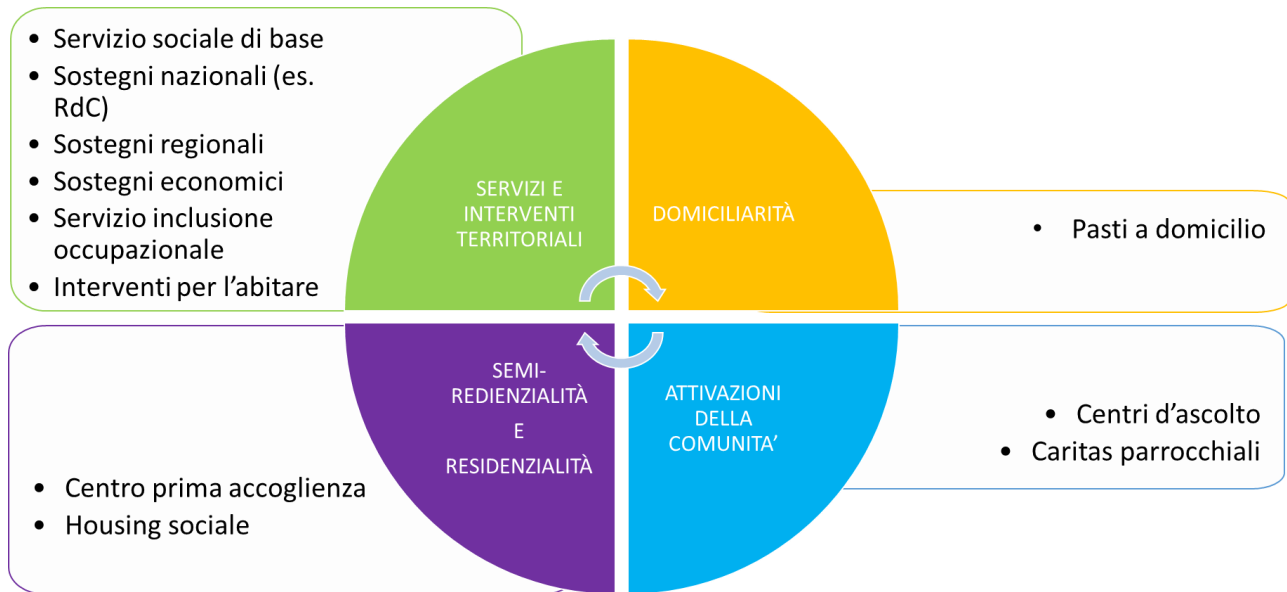 • Servizio sociale di base
• Sostegni nazionali (es.
RdC)
• Sostegni regionali
• Sostegni economici
• Servizio inclusione
occupazionale
• Interventi per l'abitare
SERVIZI E
INTERVENTI
TERRITORIALI
DOMICILIARITÀ
• Pasti a domicilio
SEMI-
REDIENZIALITÀ
E
RESIDENZIALITÀ
• Centro prima accoglienza
• Housing sociale
ATTIVAZIONI
DELLA
COMUNITA'
• Centri d'ascolto
• Caritas parrocchiali